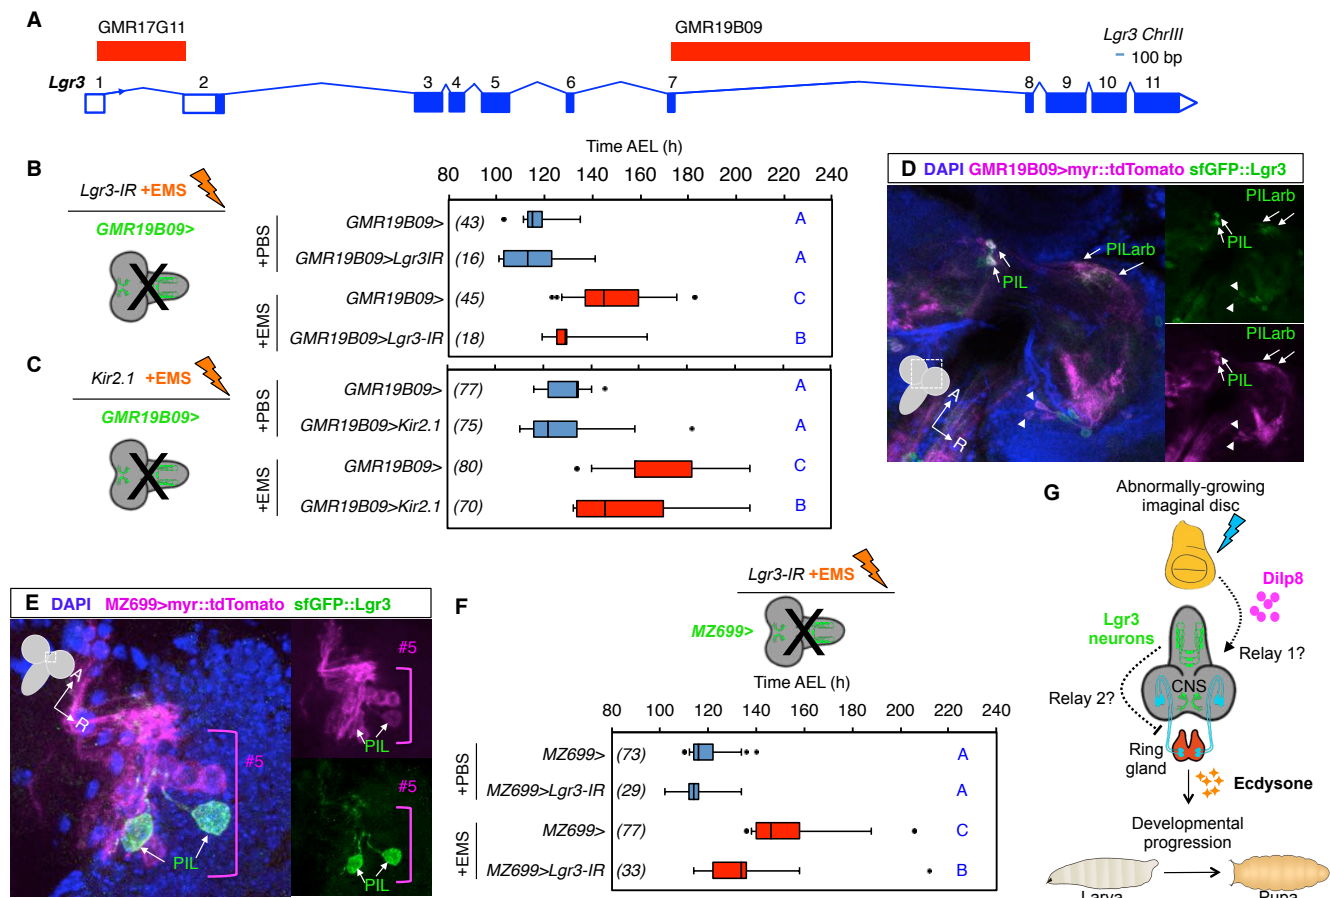 A
GMR17G11
GMR19B09
Lgr3 ChrIII
100 bp
Lgr3 1 2 3 4 5 6 7 8 9 10 11
B
Lgr3-IR +EMS
GMR19B09>
Time AEL (h)
80 100 120 140 160 180 200 220 240
+PBS
GMR19B09> (43) A
GMR19B09>Lgr3IR (16) A
+EMS
GMR19B09> (45) C
GMR19B09>Lgr3-IR (18) B
C
Kir2.1 +EMS
GMR19B09>
+PBS
GMR19B09> (77) A
GMR19B09>Kir2.1 (75) A
+EMS
GMR19B09> (80) C
GMR19B09>Kir2.1 (70) B
D DAPI GMR19B09>myr::tdTomato sfGFP::Lgr3
PILarb
PIL
A
R
PILarb
PIL
PILarb
PIL
E DAPI MZ699>myr::tdTomato sfGFP::Lgr3
A
R
#5
PIL
#5
PIL
#5
PIL
F
Lgr3-IR +EMS
MZ699>
Time AEL (h)
80 100 120 140 160 180 200 220 240
+PBS
MZ699> (73) A
MZ699>Lgr3-IR (29) A
+EMS
MZ699> (77) C
MZ699>Lgr3-IR (33) B
G
Abnormally-growing
imaginal disc
Dilp8
Lgr3
neurons
Relay 1?
CNS
Relay 2?
Ring
gland
Ecdysone
Developmental
progression
Larva
Pupa